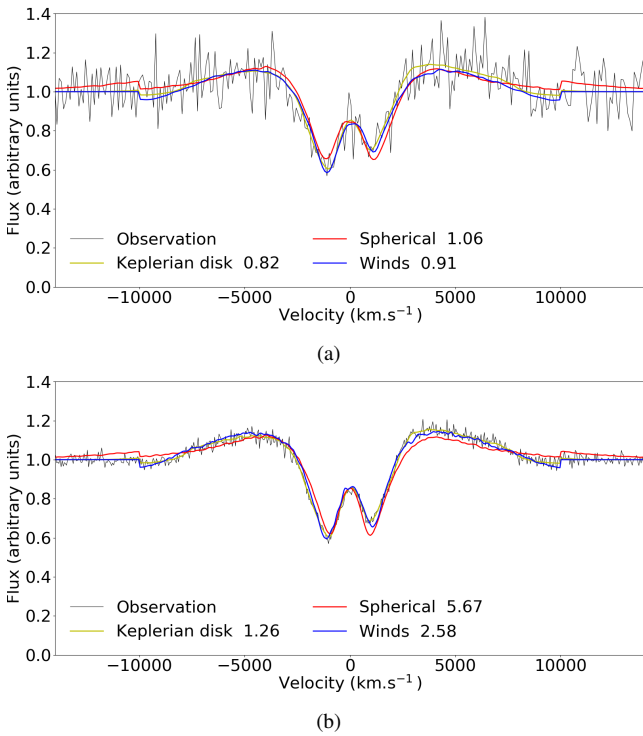 1.4
1.2
1.0
0.8
0.6
0.4
0.2
0.0
Flux (arbitrary units)
Observation
Keplerian disk 0.82
Spherical 1.06
Winds 0.91
−10000 −5000 0 5000 10000
Velocity (km.s⁻¹)
(a)
1.4
1.2
1.0
0.8
0.6
0.4
0.2
0.0
Flux (arbitrary units)
Observation
Keplerian disk 1.26
Spherical 5.67
Winds 2.58
−10000 −5000 0 5000 10000
Velocity (km.s⁻¹)
(b)